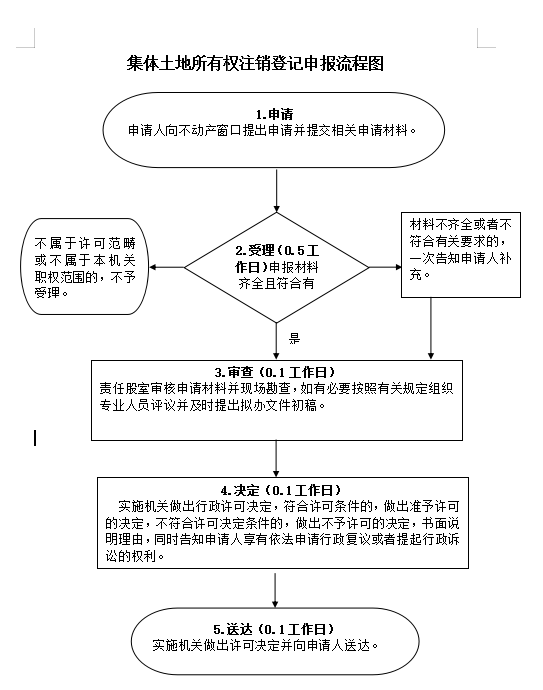 集体土地所有权注销登记申报流程图
1.申请
申请人向不动产窗口提出申请并提交相关申请材料。
不属于许可范畴
或不属于本机关
职权范围的，不予
受理。
2.受理（0.5工
作日）申报材料
齐全且符合有
材料不齐全或者不
符合有关要求的，
一次告知申请人补
充。
是
3.审查（0.1工作日）
责任股室审核申请材料并现场勘查，如有必要按照有关规定组织
专业人员评议并及时提出拟办文件初稿。
4.决定（0.1工作日）
实施机关做出行政许可决定，符合许可条件的，做出准予许可
的决定，不符合许可决定条件的，做出不予许可的决定，书面说
明理由，同时告知申请人享有依法申请行政复议或者提起行政诉
讼的权利。
5.送达（0.1工作日）
实施机关做出许可决定并向申请人送达。